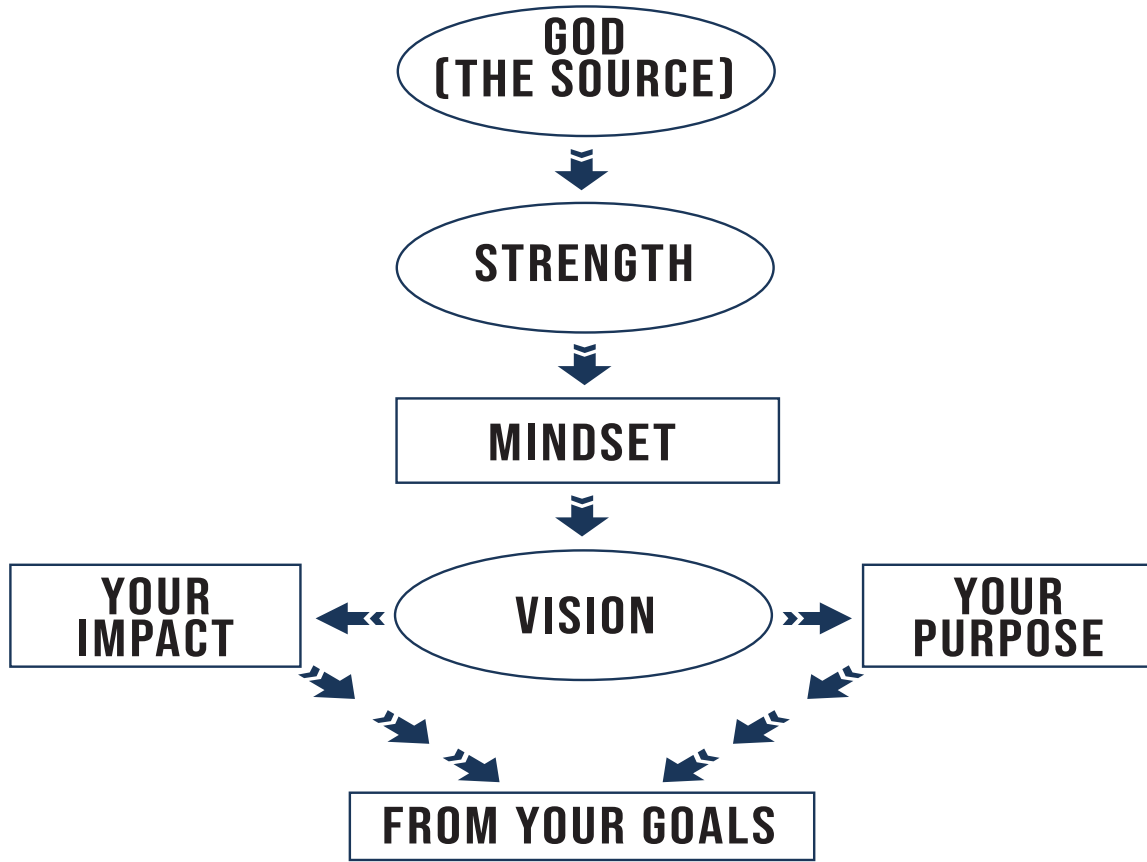 GOD
(THE SOURCE)
STRENGTH
MINDSET
VISION
YOUR
IMPACT
YOUR
PURPOSE
FROM YOUR GOALS